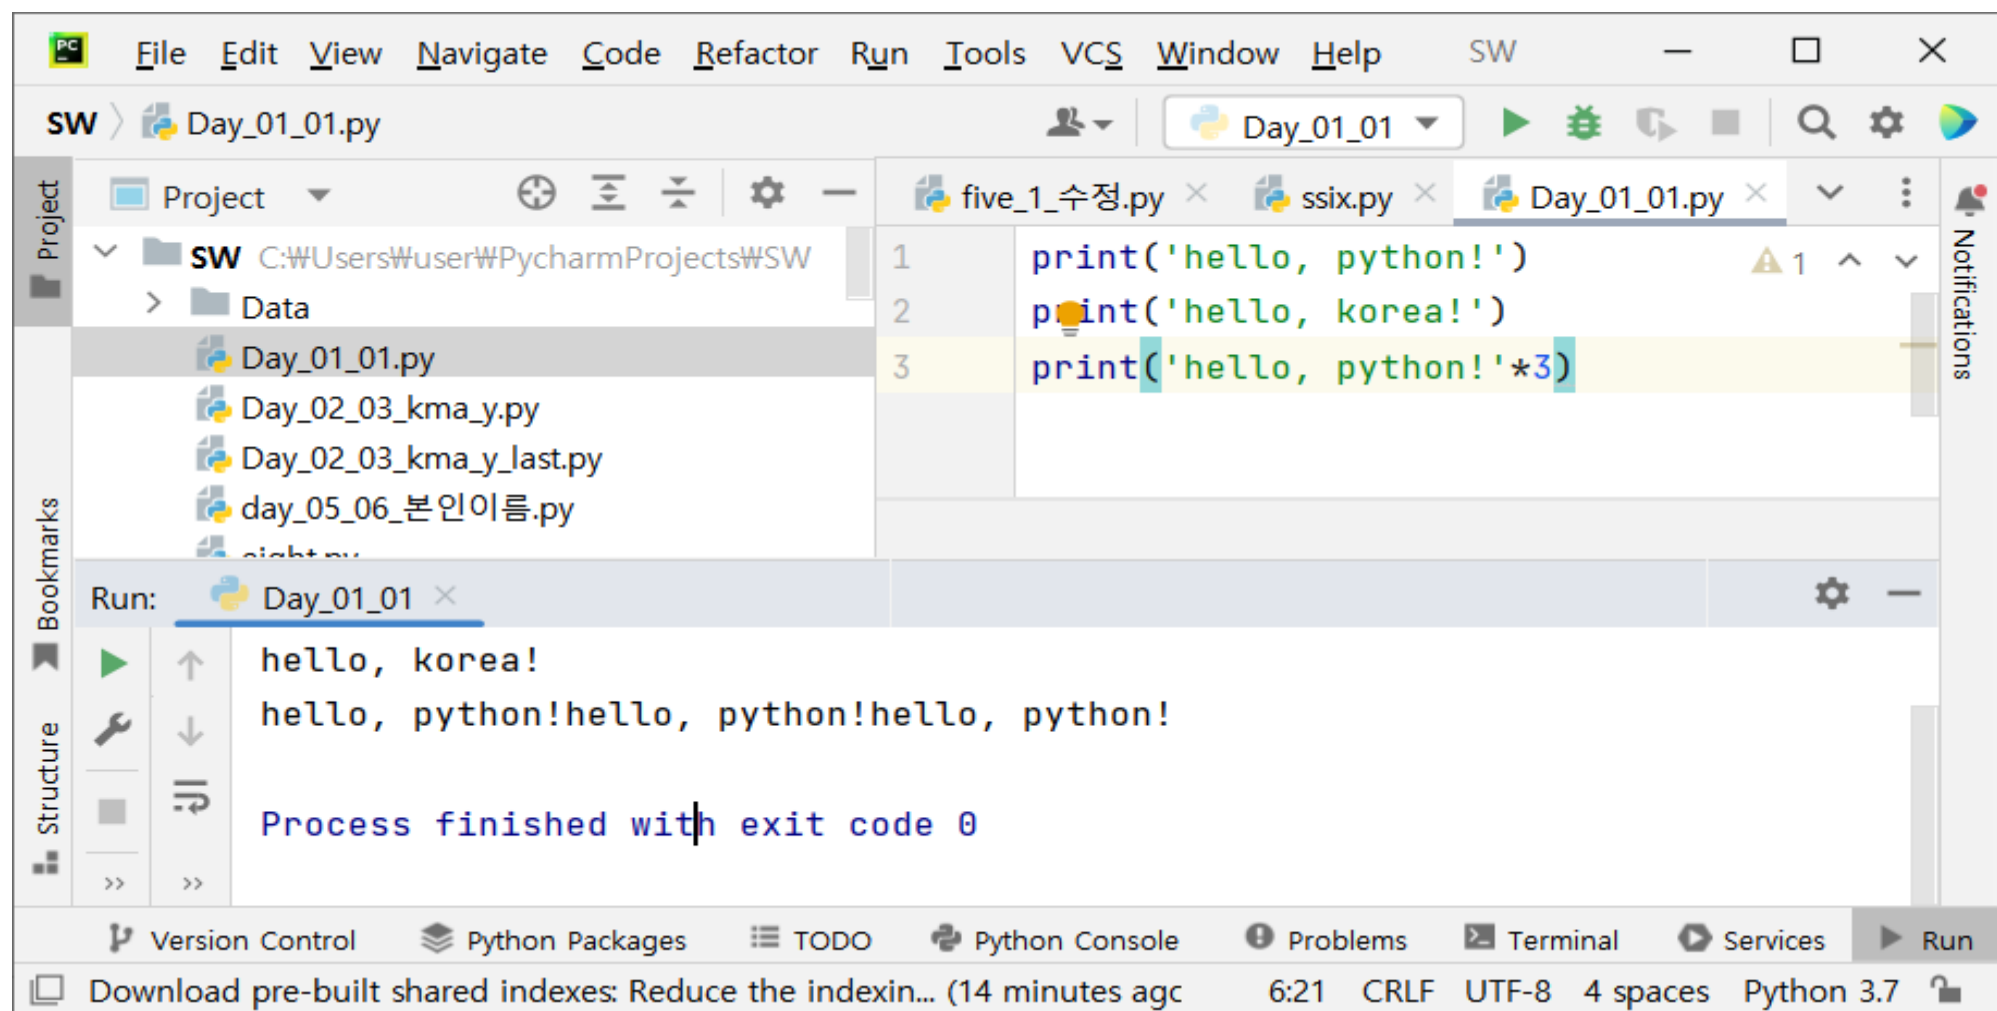 PC
File Edit View Navigate Code Refactor Run Tools VCS Window Help SW
SW Day_01_01.py Day_01_01
Project
Project
five_1_수정.py ssix.py Day_01_01.py
SW C:₩Users₩user₩PycharmProjects₩SW
Data
Day_01_01.py
Day_02_03_kma_y.py
Day_02_03_kma_y_last.py
day_05_06_본인이름.py
eight.py
1 print('hello, python!')
2 print('hello, korea!')
3 print('hello, python!'*3)
1
Notifications
Bookmarks
Structure
Run: Day_01_01
hello, korea!
hello, python!hello, python!hello, python!
Process finished with exit code 0
Version Control Python Packages TODO Python Console Problems Terminal Services Run
Download pre-built shared indexes: Reduce the indexin... (14 minutes agc 6:21 CRLF UTF-8 4 spaces Python 3.7